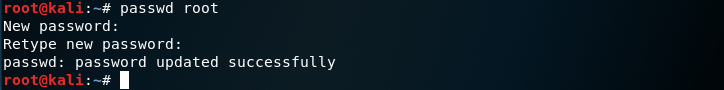 root@kali:~# passwd root
New password:
Retype new password:
passwd: password updated successfully
root@kali:~#